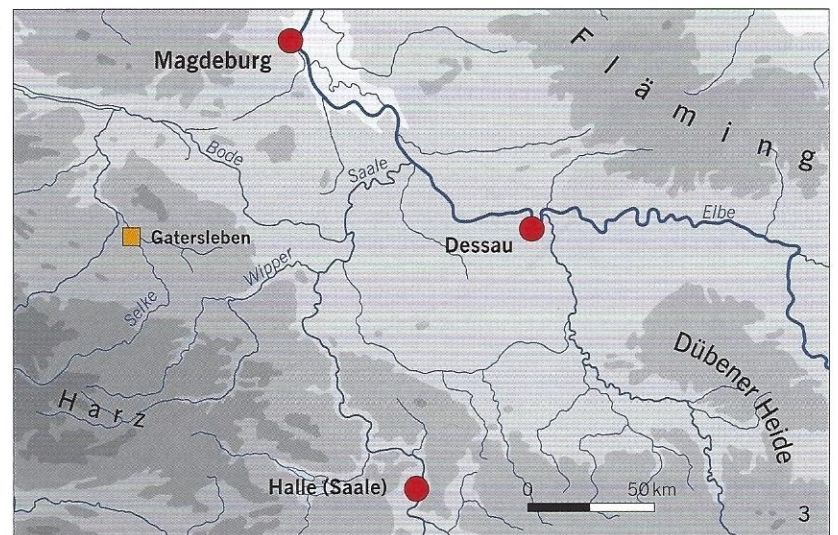 Magdeburg
Fläming
Bode
Saale
Elbe
Gatersleben
Dessau
Wipper
Selke
Dübener Heide
Harz
Halle (Saale)
0 50 km
3